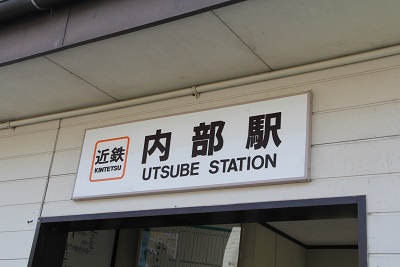 近鉄
KINTETSU
内部駅
UTSUBE STATION